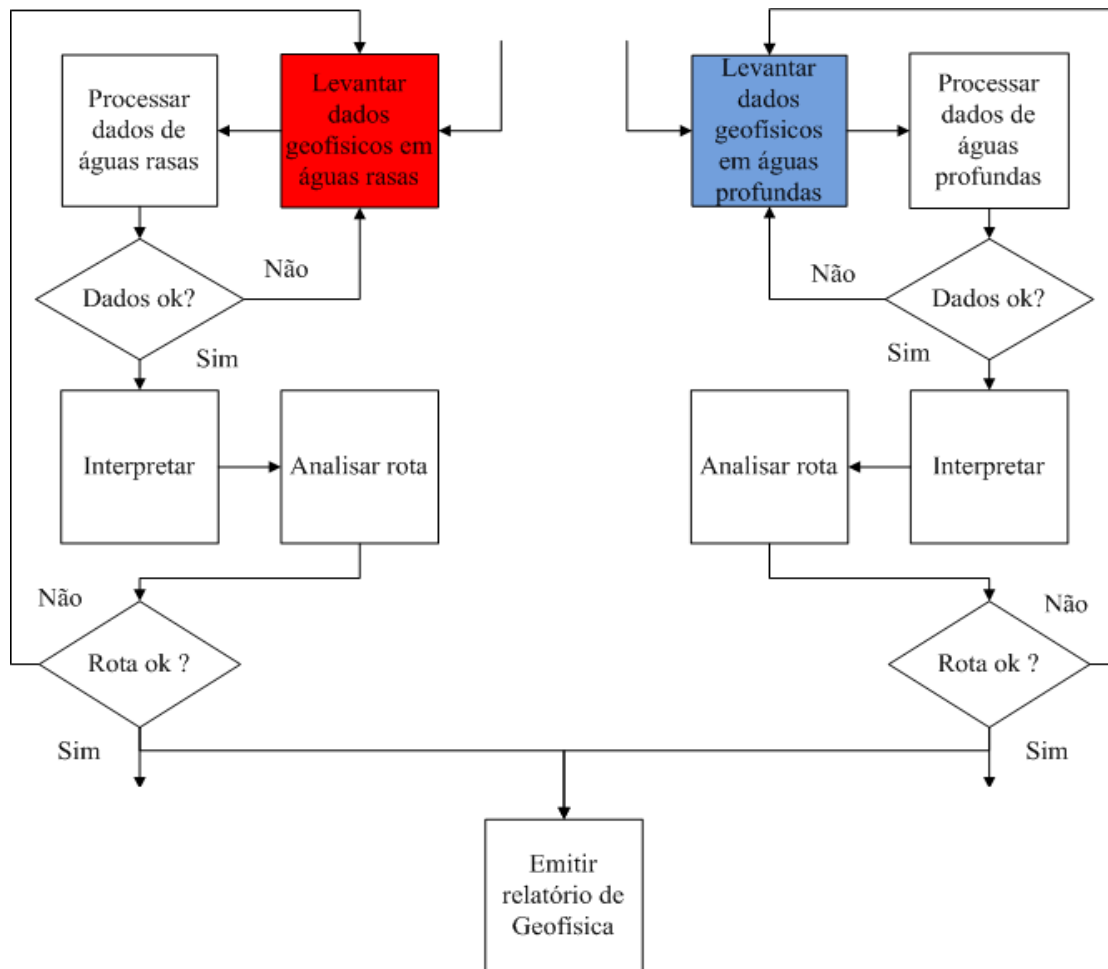 Processar
dados de
águas rasas
Levantar
dados
geofísicos em
águas rasas
Levantar
dados
geofísicos
em águas
profundas
Processar
dados de
águas
profundas
Não
Dados ok?
Sim
Não
Dados ok?
Sim
Interpretar
Analisar rota
Analisar rota
Interpretar
Não
Rota ok ?
Sim
Não
Rota ok ?
Sim
Emitir
relatório de
Geofísica